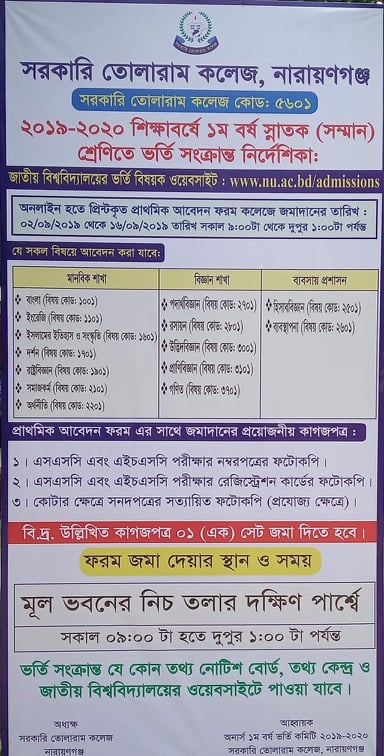 সরকারি তোলারাম কলেজ, নারায়ণগঞ্জ
সরকারি তোলারাম কলেজ কোড: ৫৬০১
২০১৯-২০২০ শিক্ষাবর্ষে ১ম বর্ষ স্নাতক (সম্মান)
শ্রেণিতে ভর্তি সংক্রান্ত নির্দেশিকা:
জাতীয় বিশ্ববিদ্যালয়ের ভর্তি বিষয়ক ওয়েবসাইট : www.nu.ac.bd/admissions
অনলাইন হতে প্রিন্টকৃত প্রাথমিক আবেদন ফরম কলেজে জমাদানের তারিখ :
০২/০৯/২০১৯ থেকে ১৬/০৯/২০১৯ তারিখ সকাল ৯:০০টা থেকে দুপুর ১:০০টা পর্যন্ত
যে সকল বিষয়ে আবেদন করা যাবে:
মানবিক শাখা
বাংলা (বিষয় কোড: ১০০১)
ইংরেজি (বিষয় কোড: ১১০১)
ইসলামের ইতিহাস ও সংস্কৃতি (বিষয় কোড: ১৬০১)
দর্শন (বিষয় কোড: ১৭০১)
রাষ্ট্রবিজ্ঞান (বিষয় কোড: ১৯০১)
সমাজকর্ম (বিষয় কোড: ২১০১)
অর্থনীতি (বিষয় কোড: ২২০১)
বিজ্ঞান শাখা
পদার্থবিজ্ঞান (বিষয় কোড: ২৭০১)
রসায়ন (বিষয় কোড: ২৮০১)
উদ্ভিদবিজ্ঞান (বিষয় কোড: ৩০০১)
প্রাণিবিজ্ঞান (বিষয় কোড: ৩১০১)
গণিত (বিষয় কোড: ৩৭০১)
ব্যবসায় প্রশাসন
হিসাববিজ্ঞান (বিষয় কোড: ২৫০১)
ব্যবস্থাপনা (বিষয় কোড: ২৬০১)
প্রাথমিক আবেদন ফরম এর সাথে জমাদানের প্রয়োজনীয় কাগজপত্র :
১। এসএসসি এবং এইচএসসি পরীক্ষার নম্বরপত্রের ফটোকপি।
২। এসএসসি এবং এইচএসসি পরীক্ষার রেজিস্ট্রেশন কার্ডের ফটোকপি।
৩। কোটার ক্ষেত্রে সনদপত্রের সত্যায়িত ফটোকপি (প্রযোজ্য ক্ষেত্রে)।
বি.দ্র. উল্লিখিত কাগজপত্র ০১ (এক) সেট জমা দিতে হবে।
ফরম জমা দেয়ার স্থান ও সময়
মূল ভবনের নিচ তলার দক্ষিণ পার্শ্বে
সকাল ০৯:০০ টা হতে দুপুর ১:০০ টা পর্যন্ত
ভর্তি সংক্রান্ত যে কোন তথ্য নোটিশ বোর্ড, তথ্য কেন্দ্র ও
জাতীয় বিশ্ববিদ্যালয়ের ওয়েবসাইটে পাওয়া যাবে।
অধ্যক্ষ
সরকারি তোলারাম কলেজ
নারায়ণগঞ্জ
আহ্বায়ক
অনার্স ১ম বর্ষ ভর্তি কমিটি ২০১৯-২০২০
সরকারি তোলারাম কলেজ, নারায়ণগঞ্জ